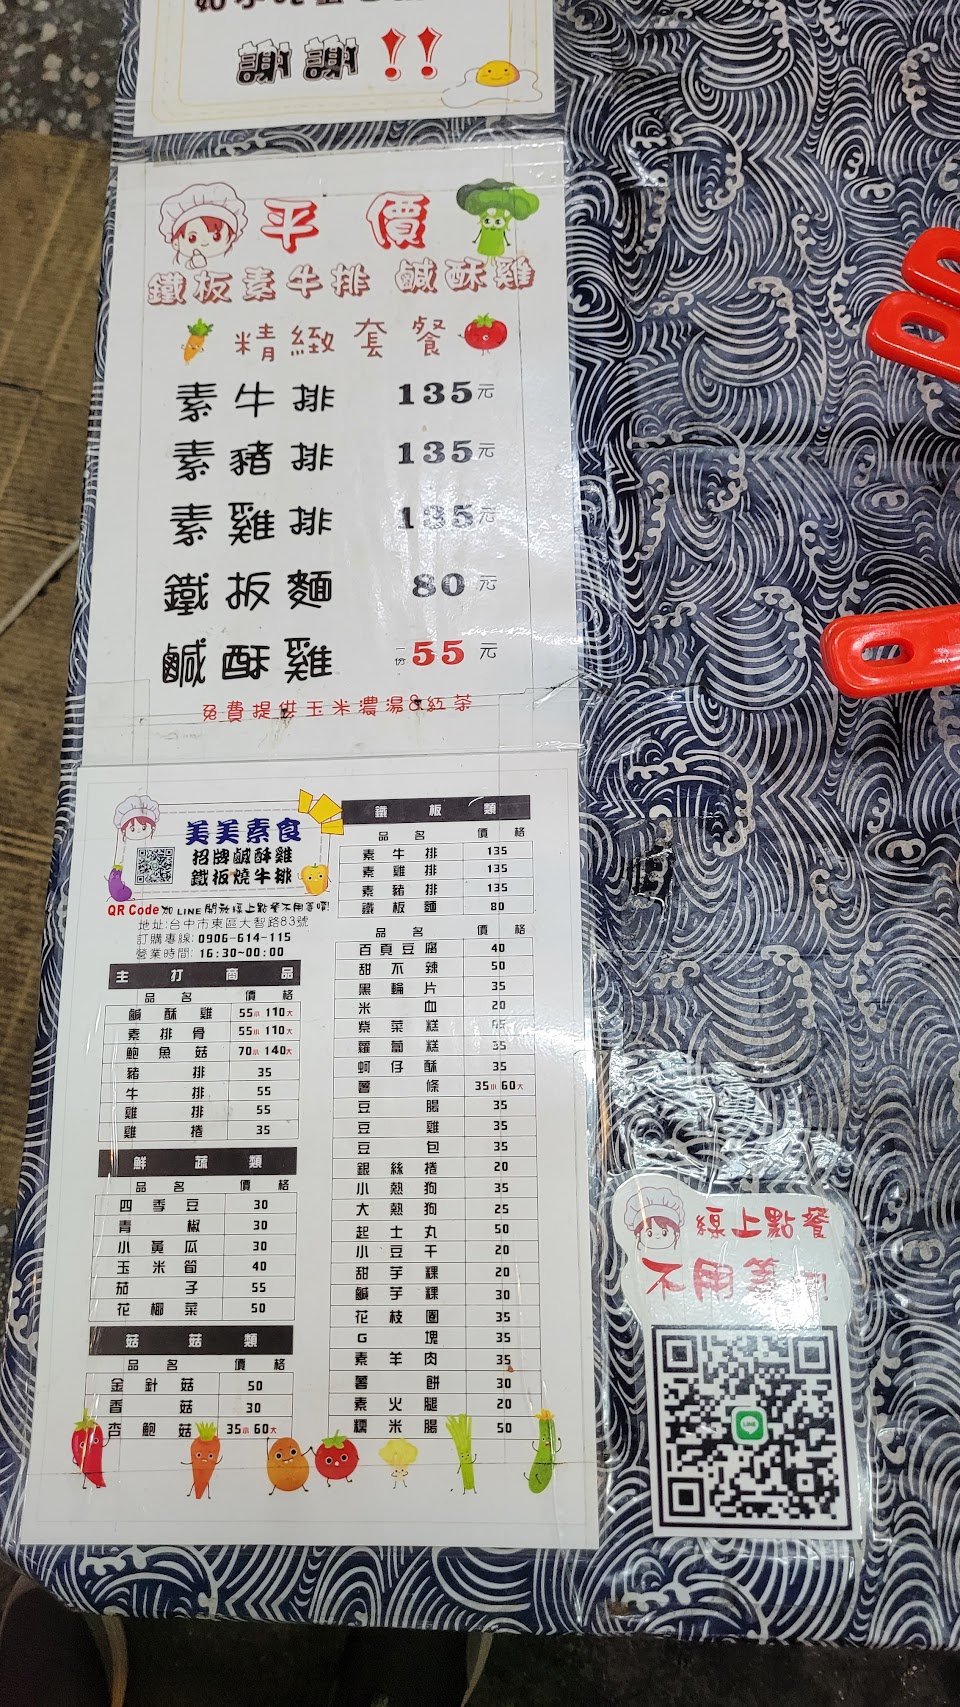 謝謝!!
平價
鐵板素牛排 鹹酥雞
精緻套餐
素牛排 135元
素豬排 135元
素雞排 135元
鐵板麵 80元
鹹酥雞 一份55元
免費提供玉米濃湯&紅茶
美美素食
招牌鹹酥雞
鐵板燒牛排
QR Code加LINE開放線上點餐不用等喔!
地址:台中市東區大智路83號
訂購專線: 0906-614-115
營業時間: 16:30~00:00
主打商品
品名 價格
鹹酥雞 55小 110大
素排骨 55小 110大
鮑魚菇 70小 140大
豬排 35
牛排 55
雞排 55
雞捲 35
鮮蔬類
品名 價格
四季豆 30
青椒 30
小黃瓜 30
玉米筍 40
茄子 55
花椰菜 50
菇菇類
品名 價格
金針菇 50
香菇 30
杏鮑菇 35小 60大
鐵板類
品名 價格
素牛排 135
素雞排 135
素豬排 135
鐵板麵 80
品名 價格
百頁豆腐 40
甜不辣 50
黑輪片 35
米血 20
紫菜糕
蘿蔔糕 35
蚵仔酥 35
薯條 35小 60大
豆腸 35
豆雞 35
豆包 35
銀絲捲 20
小熱狗 35
大熱狗 25
起士丸 50
小豆干 20
甜芋粿 20
鹹芋粿 30
花枝圈 35
G塊 35
素羊肉 35
薯餅 30
素火腿 20
糯米腸 50
線上點餐
不用等
LINE